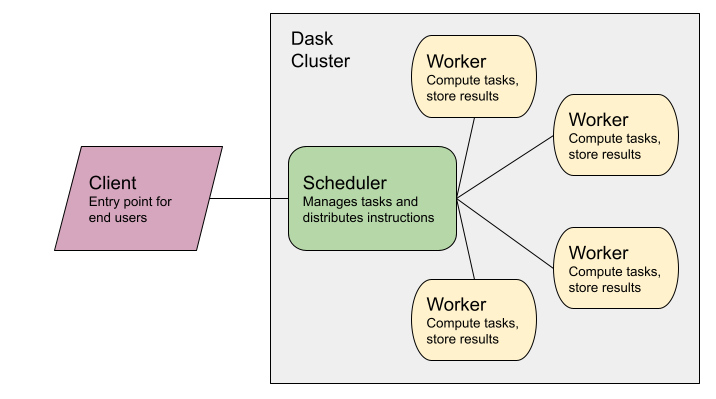 Dask
Cluster
Worker
Compute tasks,
store results
Worker
Compute tasks,
store results
Client
Entry point for
end users
Scheduler
Manages tasks and
distributes instructions
Worker
Compute tasks,
store results
Worker
Compute tasks,
store results